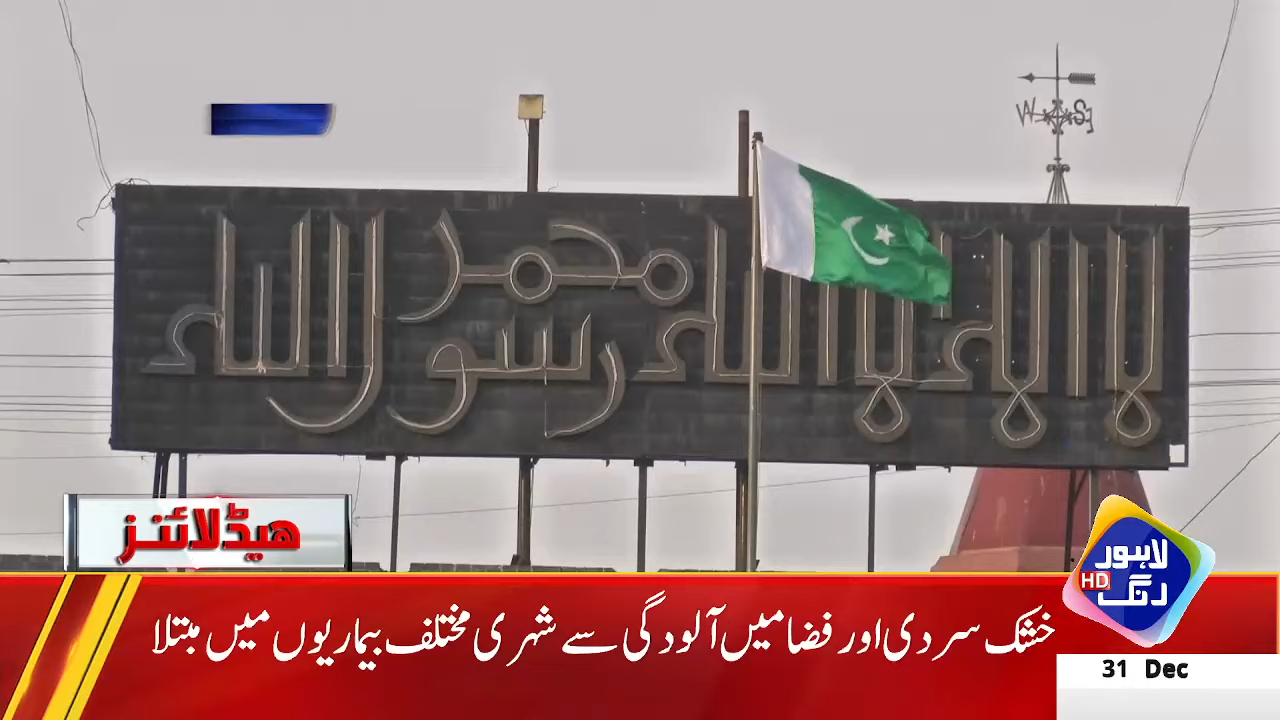 W S E
لا الہ الا اللہ محمد رسول اللہ
ھیڈلائنز
لاہور
HD رنگ
خشک سردی اور فضا میں آلودگی سے شہری مختلف بیماریوں میں مبتلا
31 Dec